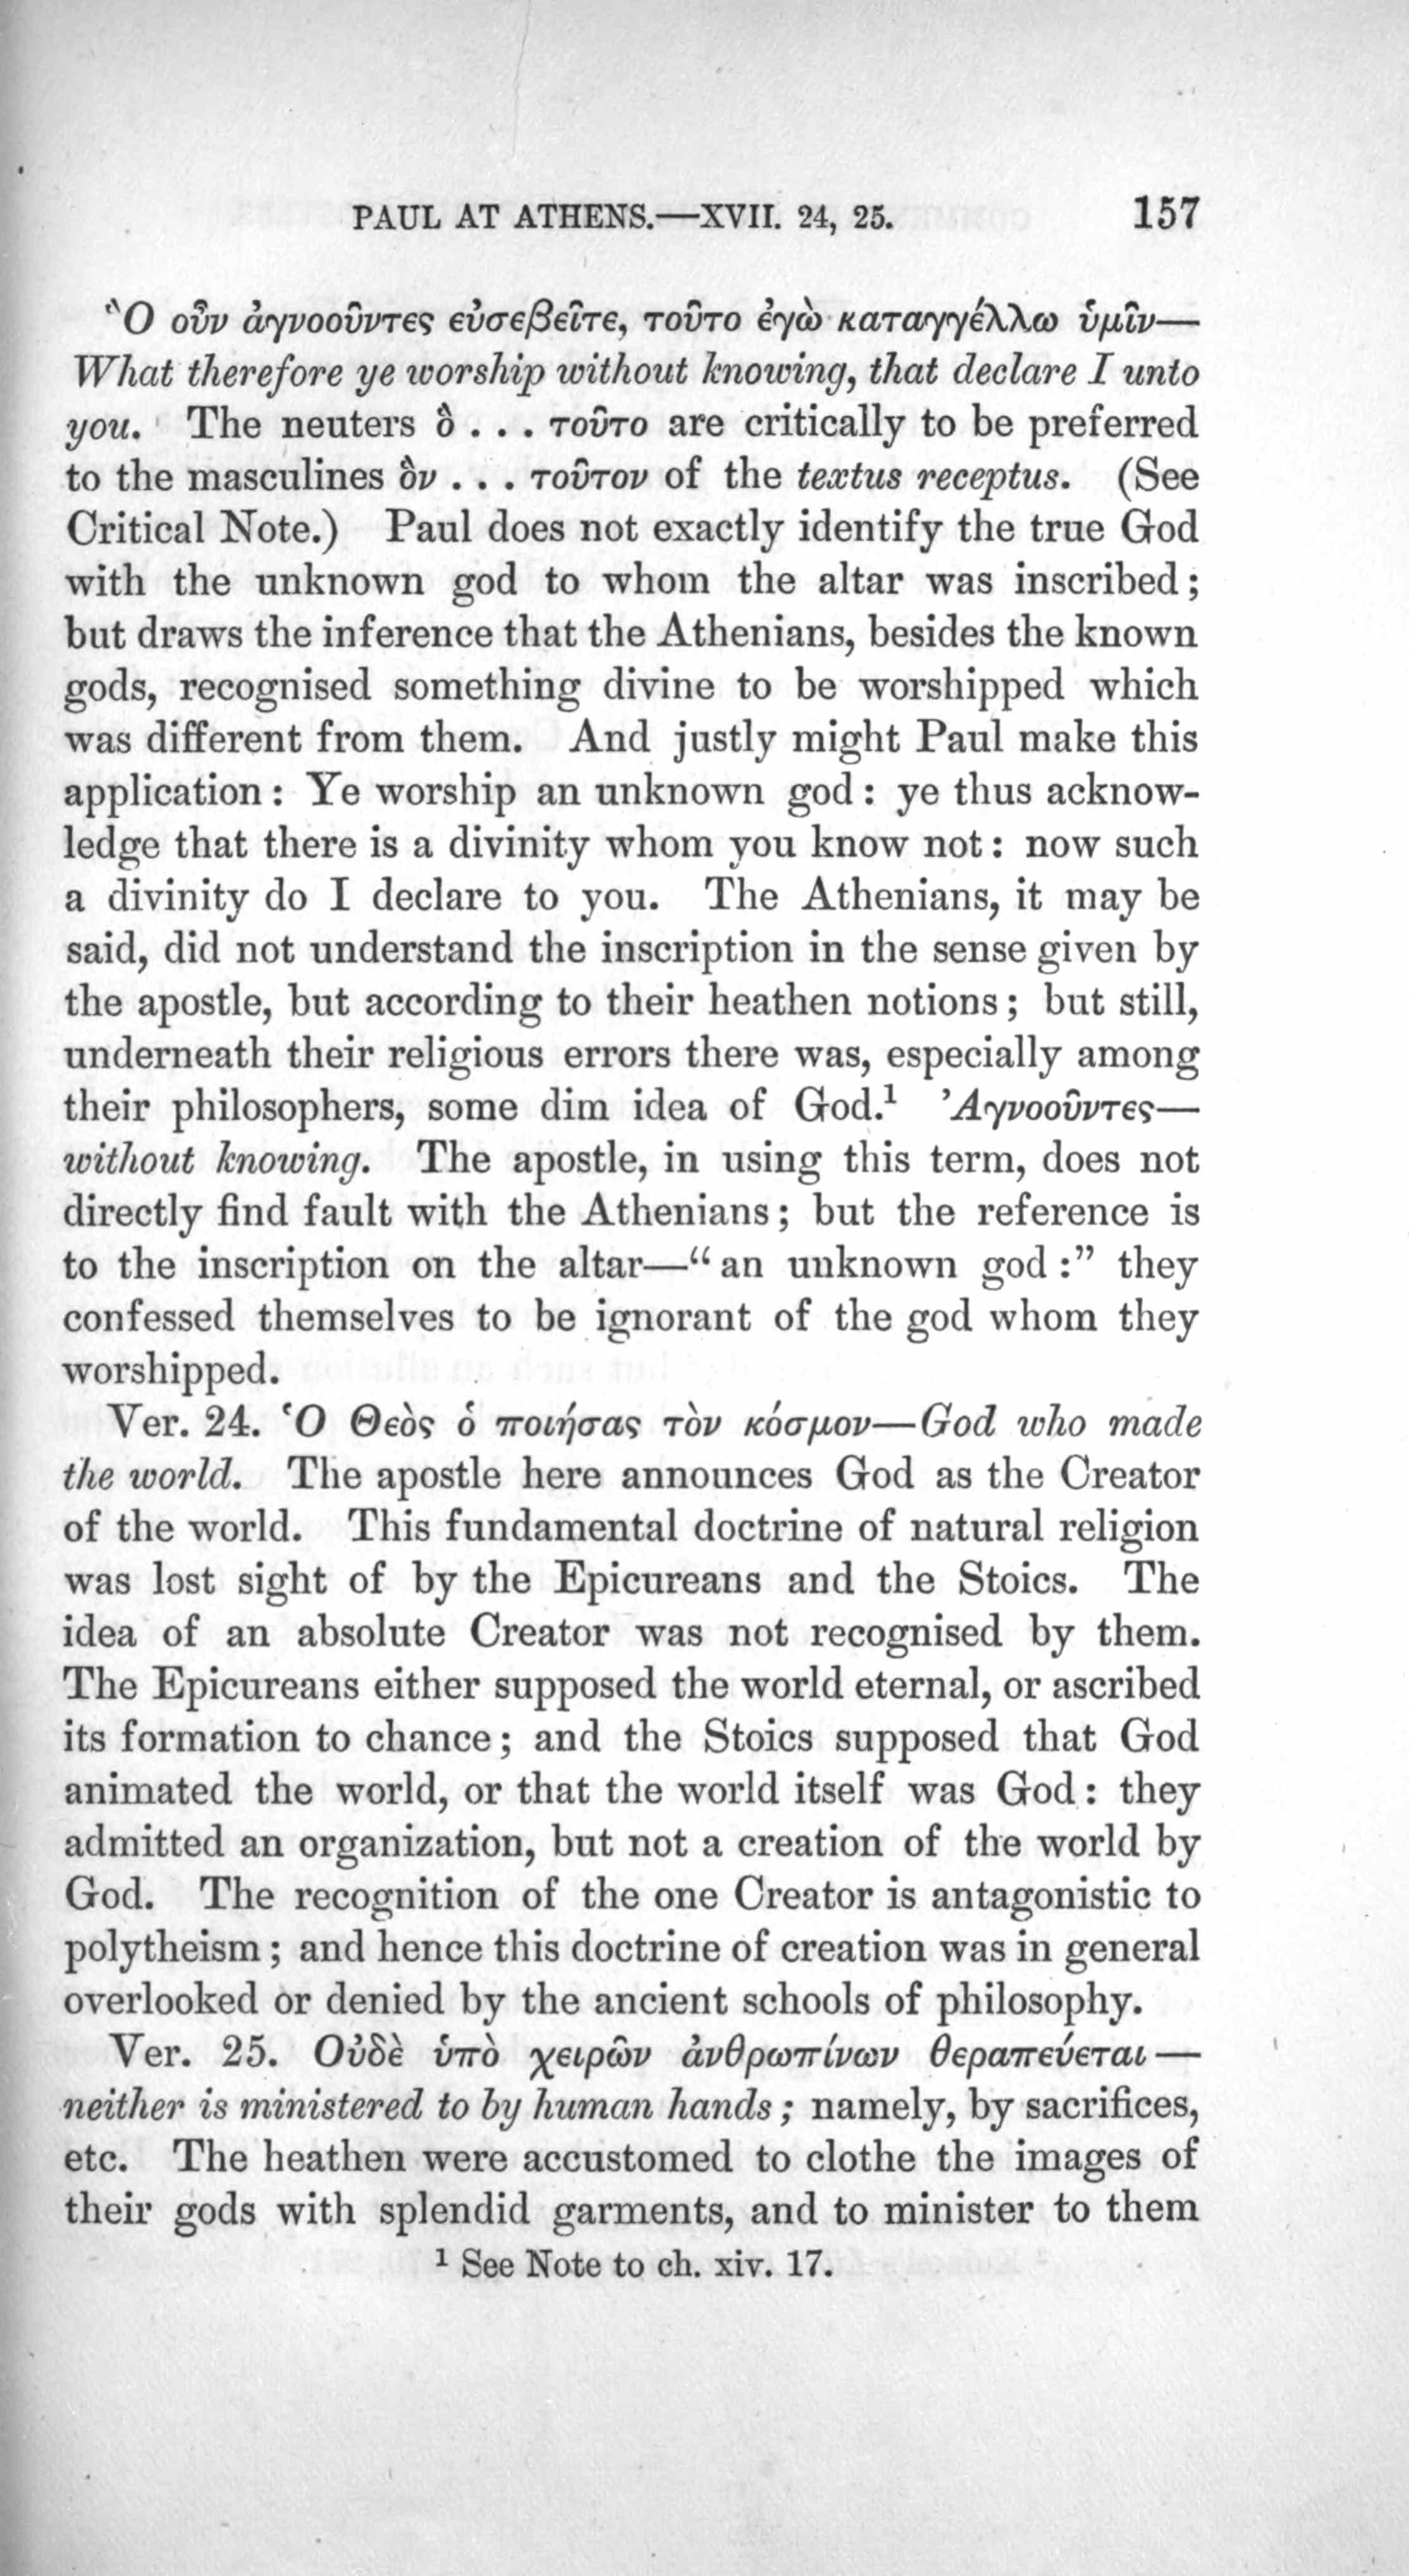 PAUL AT ATHENS.—XVII. 24, 25. 157
Ὃ οὖν ἀγνοοῦντες εὐσεβεῖτε, τοῦτο ἐγὼ καταγγέλλω ὑμῖν—
What therefore ye worship without knowing, that declare I unto
you. The neuters ὃ . . . τοῦτο are critically to be preferred
to the masculines ὃν . . . τοῦτον of the textus receptus. (See
Critical Note.) Paul does not exactly identify the true God
with the unknown god to whom the altar was inscribed;
but draws the inference that the Athenians, besides the known
gods, recognised something divine to be worshipped which
was different from them. And justly might Paul make this
application: Ye worship an unknown god: ye thus acknow-
ledge that there is a divinity whom you know not: now such
a divinity do I declare to you. The Athenians, it may be
said, did not understand the inscription in the sense given by
the apostle, but according to their heathen notions; but still,
underneath their religious errors there was, especially among
their philosophers, some dim idea of God.¹ Ἀγνοοῦντες—
without knowing. The apostle, in using this term, does not
directly find fault with the Athenians; but the reference is
to the inscription on the altar—“an unknown god:” they
confessed themselves to be ignorant of the god whom they
worshipped.
Ver. 24. Ὁ Θεὸς ὁ ποιήσας τὸν κόσμον—God who made
the world. The apostle here announces God as the Creator
of the world. This fundamental doctrine of natural religion
was lost sight of by the Epicureans and the Stoics. The
idea of an absolute Creator was not recognised by them.
The Epicureans either supposed the world eternal, or ascribed
its formation to chance; and the Stoics supposed that God
animated the world, or that the world itself was God: they
admitted an organization, but not a creation of the world by
God. The recognition of the one Creator is antagonistic to
polytheism; and hence this doctrine of creation was in general
overlooked or denied by the ancient schools of philosophy.
Ver. 25. Οὐδὲ ὑπὸ χειρῶν ἀνθρωπίνων θεραπεύεται—
neither is ministered to by human hands; namely, by sacrifices,
etc. The heathen were accustomed to clothe the images of
their gods with splendid garments, and to minister to them
¹ See Note to ch. xiv. 17.